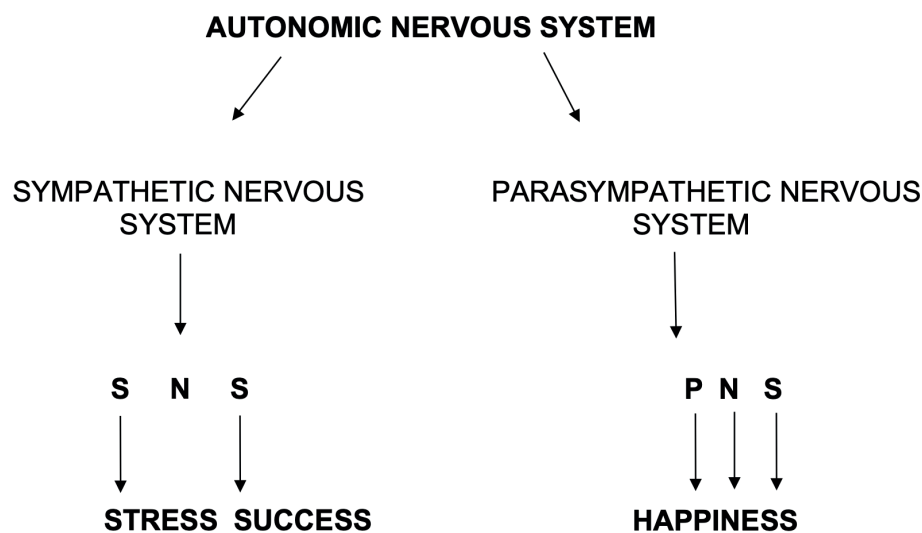 AUTONOMIC NERVOUS SYSTEM
SYMPATHETIC NERVOUS
SYSTEM
PARASYMPATHETIC NERVOUS
SYSTEM
S N S
P N S
STRESS SUCCESS
HAPPINESS